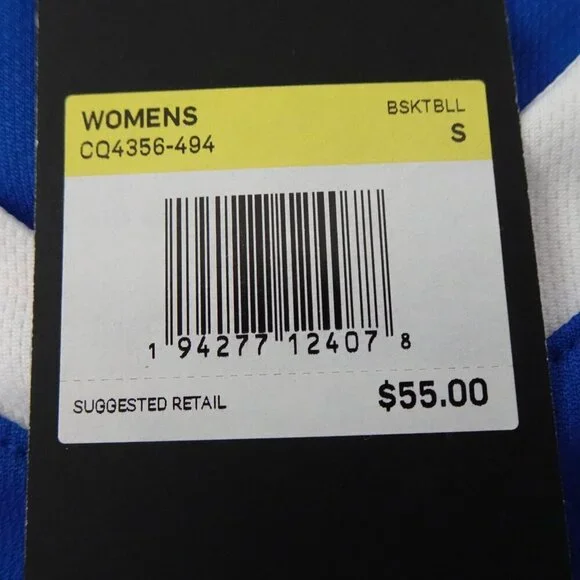 WOMENS BSKTBLL
CQ4356-494 S
1 94277 12407 8
SUGGESTED RETAIL $55.00